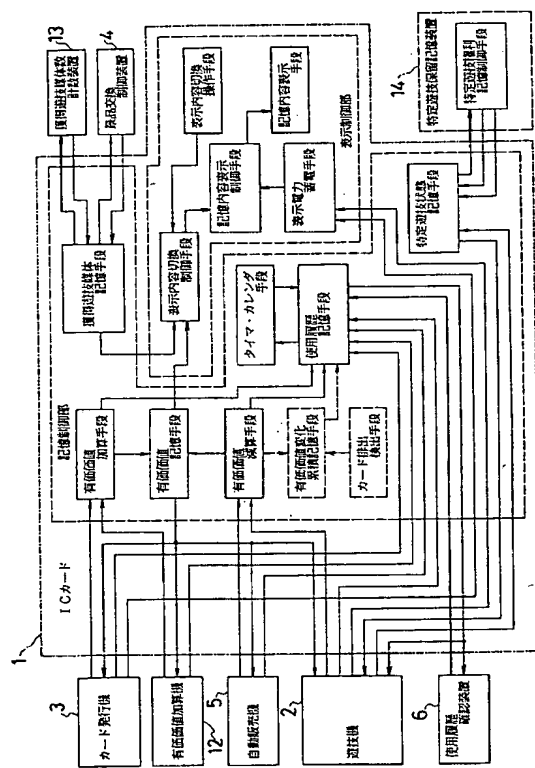 1
ICカード
記憶制御部
3
カード発行機
有価価値加算機
12
5
自動販売機
2
遊技機
6
使用履歴
確認装置
有価価値
加算手段
有価価値
記憶手段
有価価値
減算手段
有価価値変化
累積記憶手段
カード排出
検出手段
タイマ・カレンダ
手段
使用履歴
記憶手段
獲得遊技媒体
記憶手段
表示内容切換
制御手段
表示内容切換
操作手段
記憶内容表示
制御手段
記憶内容表示手段
表示電力
蓄電手段
表示制御部
特定遊技状態
記憶手段
13
獲得遊技媒体数
計数装置
4
景品交換
制御装置
14
特定遊技保留記憶装置
特定遊技権利
記憶制御手段